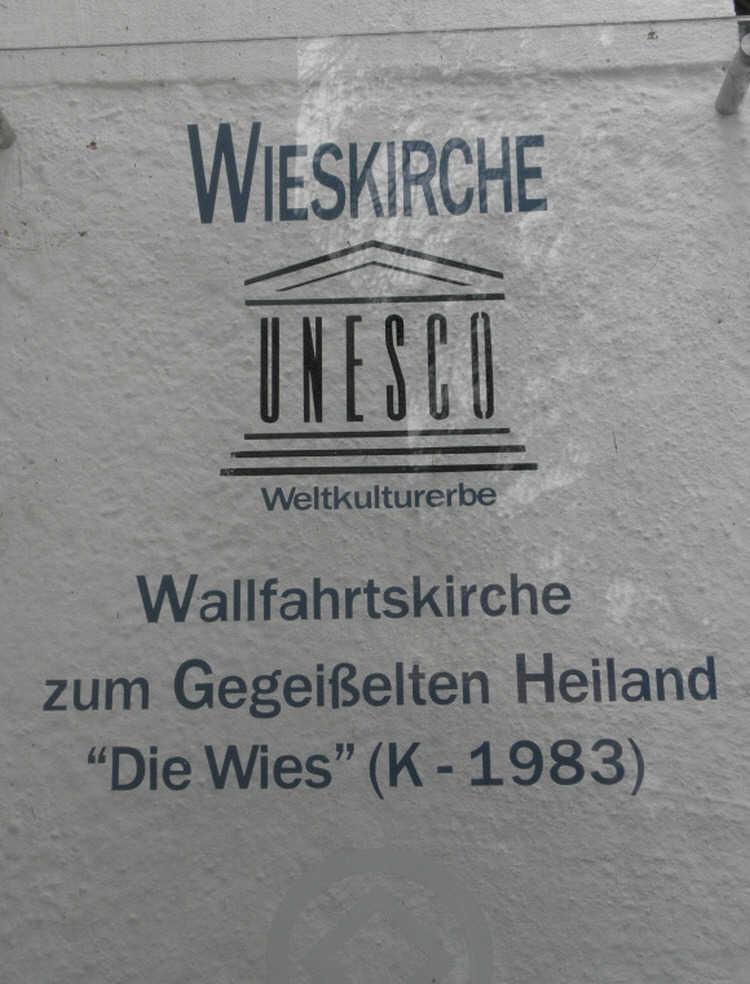 WIESKIRCHE
UNESCO
Weltkulturerbe
Wallfahrtskirche
zum Gegeißelten Heiland
“Die Wies” (K - 1983)